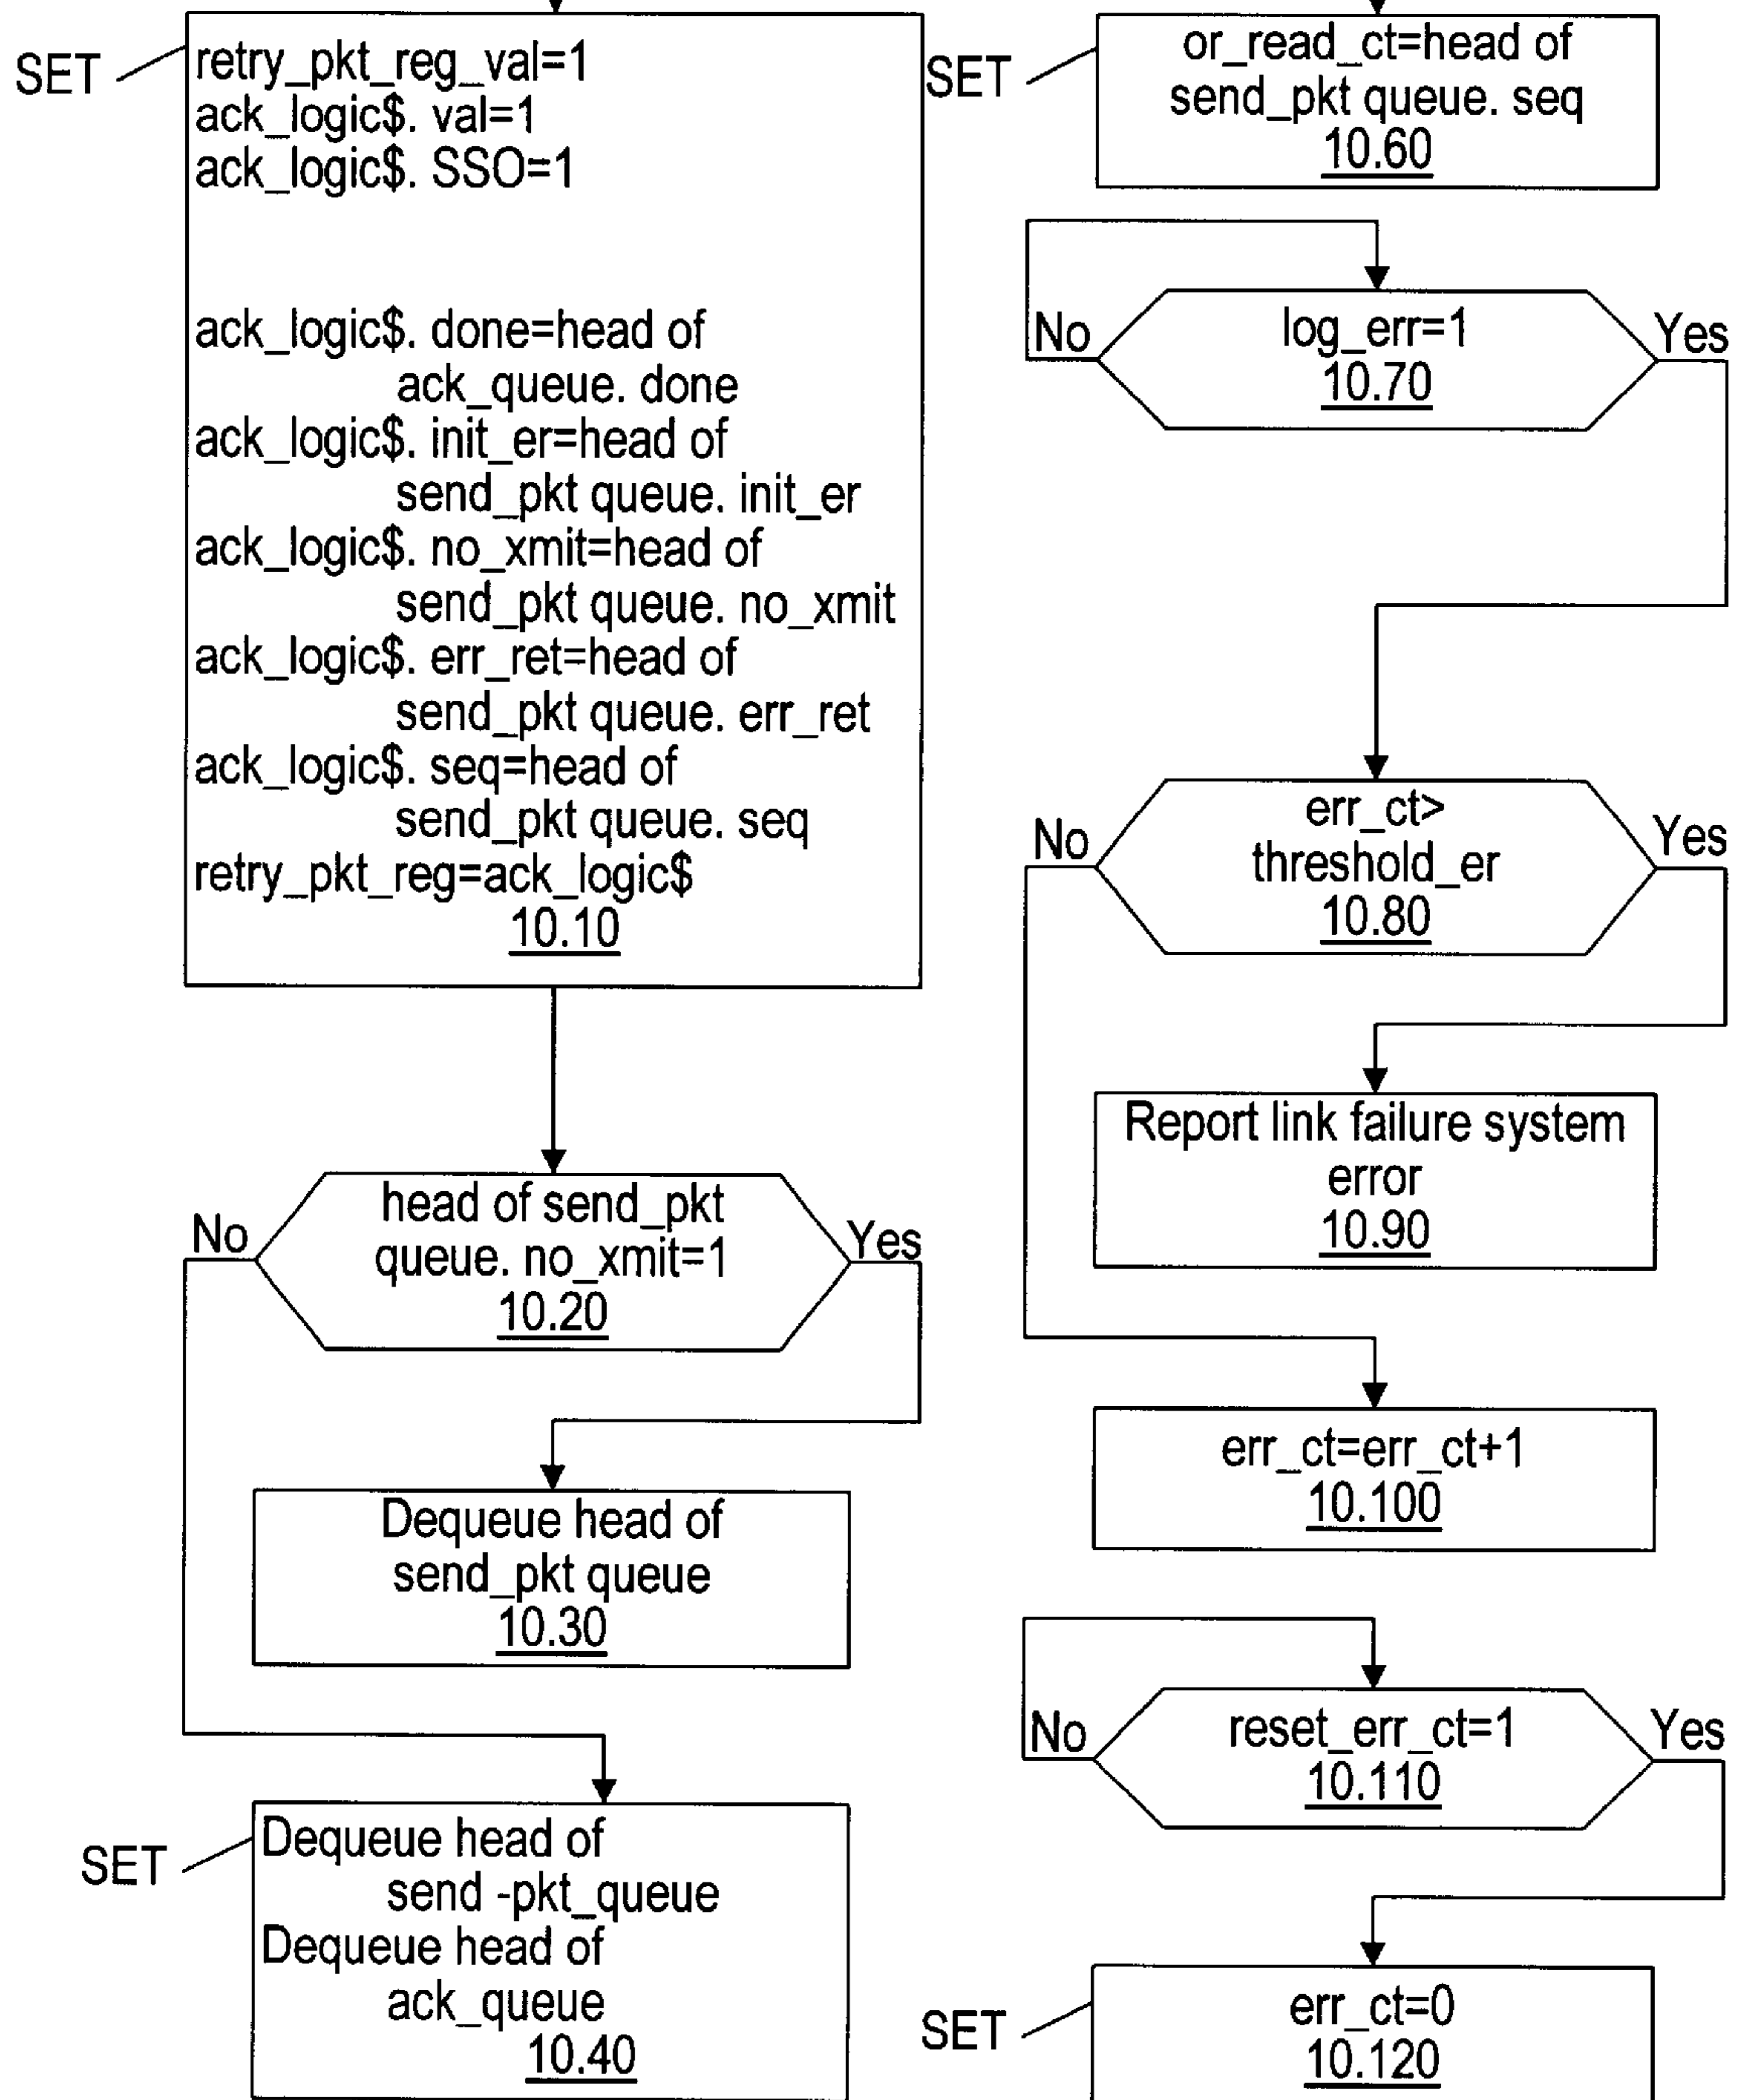 SET
retry_pkt_reg_val=1
ack_logic$. val=1
ack_logic$. SSO=1
ack_logic$. done=head of
ack_queue. done
ack_logic$. init_er=head of
send_pkt queue. init_er
ack_logic$. no_xmit=head of
send_pkt queue. no_xmit
ack_logic$. err_ret=head of
send_pkt queue. err_ret
ack_logic$. seq=head of
send_pkt queue. seq
retry_pkt_reg=ack_logic$
10.10
No
head of send_pkt
queue. no_xmit=1
10.20
Yes
Dequeue head of
send_pkt queue
10.30
SET
Dequeue head of
send -pkt_queue
Dequeue head of
ack_queue
10.40
SET
or_read_ct=head of
send_pkt queue. seq
10.60
No
log_err=1
10.70
Yes
No
err_ct>
threshold_er
10.80
Yes
Report link failure system
error
10.90
err_ct=err_ct+1
10.100
No
reset_err_ct=1
10.110
Yes
SET
err_ct=0
10.120